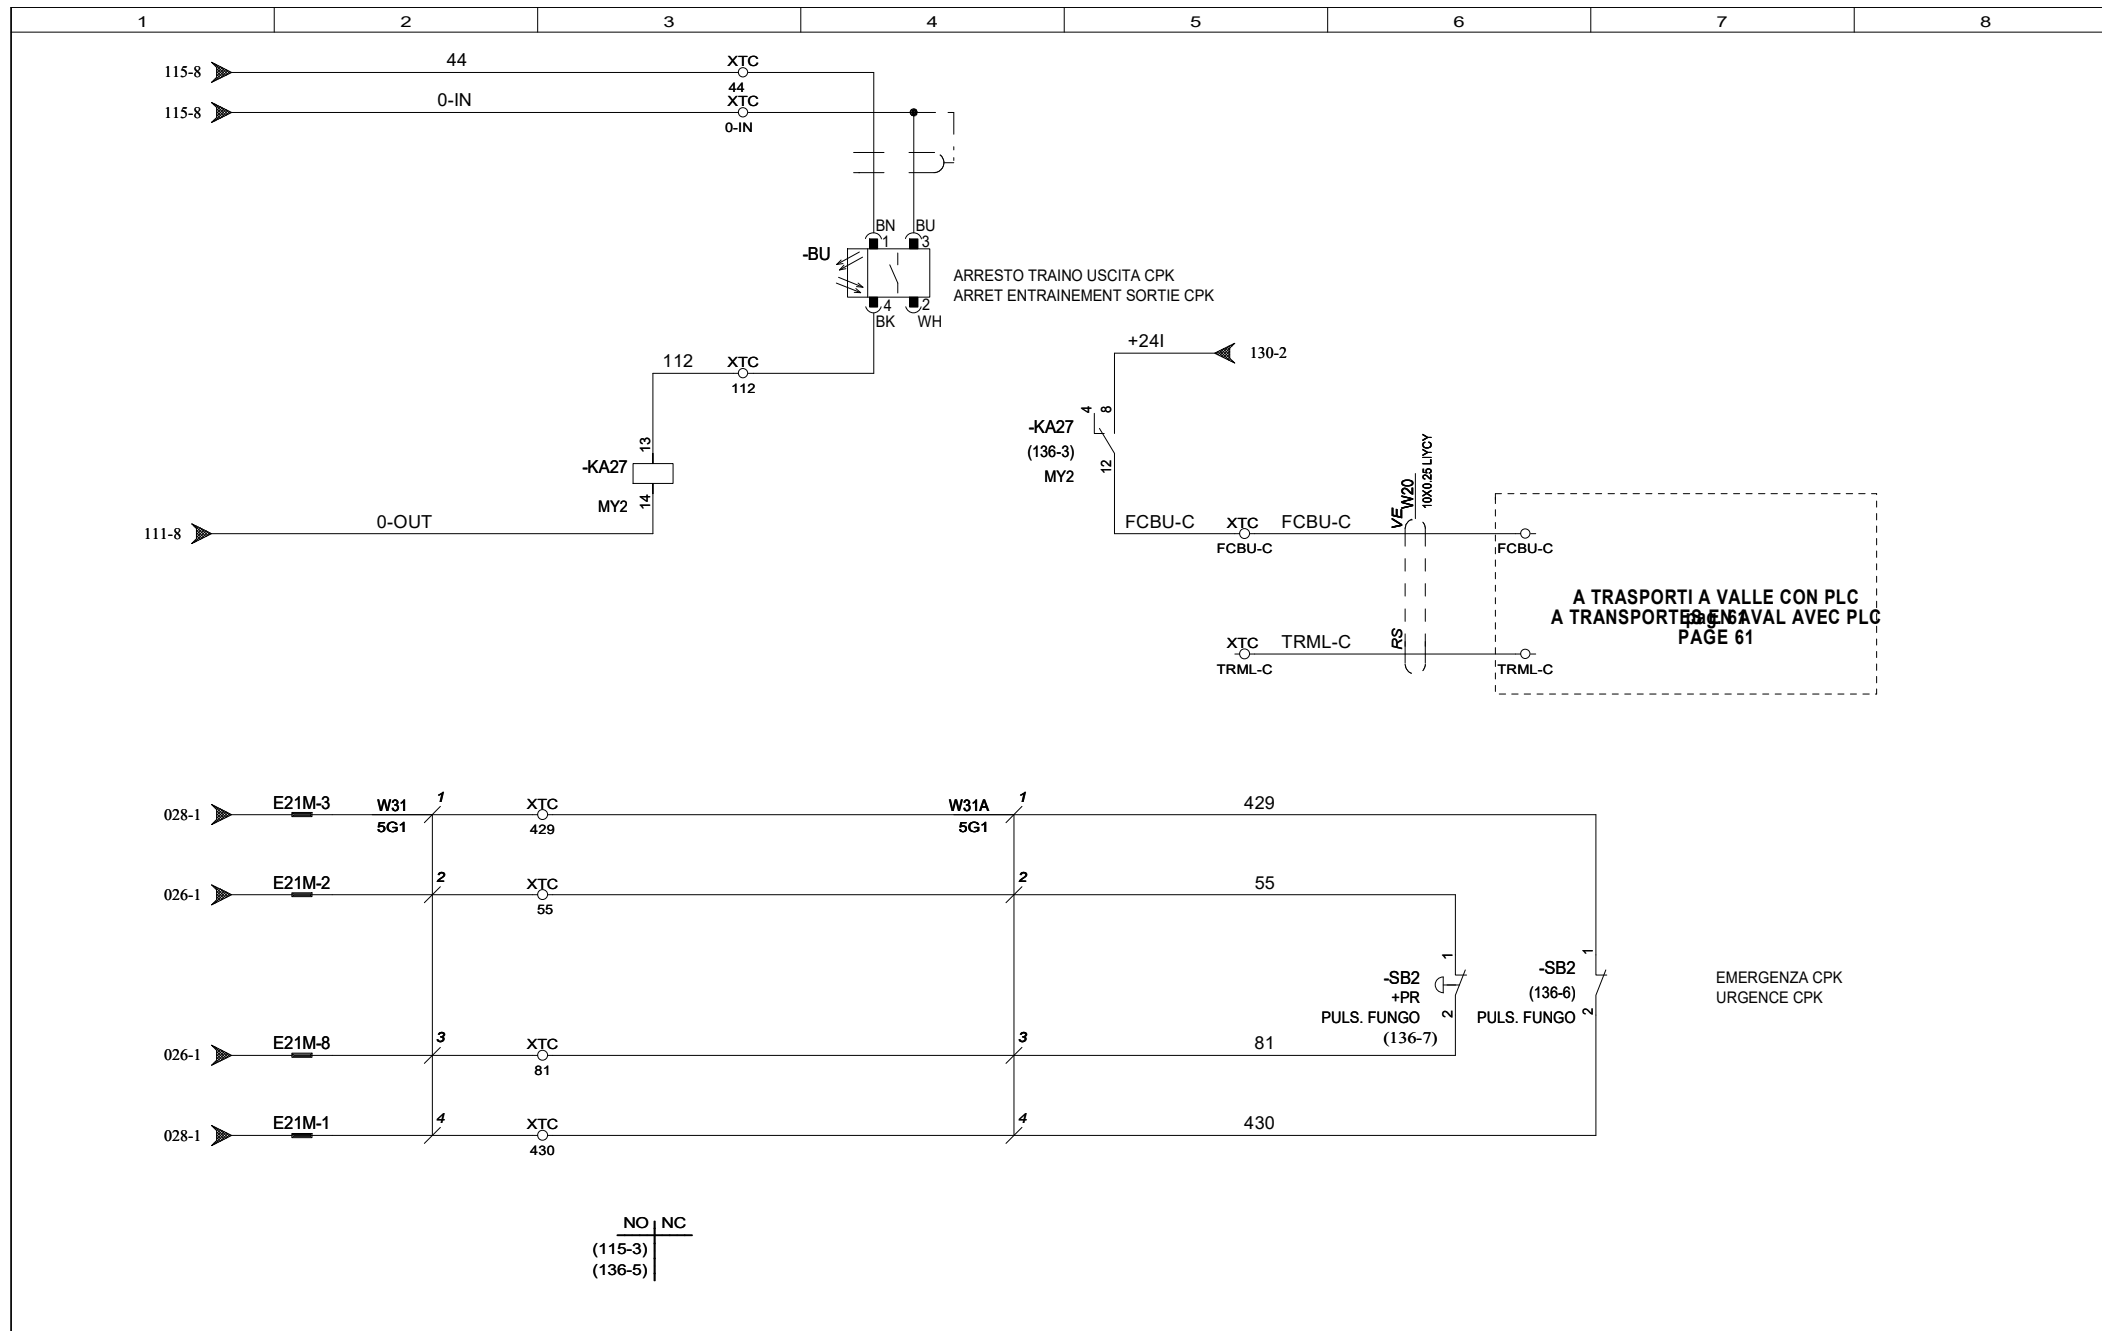 1 2 3 4 5 6 7 8
115-8 44 XTC
44
115-8 0-IN XTC
0-IN
BN BU
1 3
-BU
ARRESTO TRAINO USCITA CPK
ARRET ENTRAINEMENT SORTIE CPK
4 2
BK WH
112 XTC
112
+24I 130-2
4 8
-KA27
(136-3)
MY2
12
13
-KA27
MY2
14
111-8 0-OUT
W20
10X0.25 LIYCY
FCBU-C XTC FCBU-C VE
FCBU-C FCBU-C
A TRASPORTI A VALLE CON PLC
pag. 61
A TRANSPORTES EN AVAL AVEC PLC
PAGE 61
XTC TRML-C RS
TRML-C TRML-C
028-1 E21M-3 W31 1 XTC W31A 1 429
5G1 429 5G1
026-1 E21M-2 2 XTC 2 55
55
1 1
-SB2 -SB2
+PR (136-6)
PULS. FUNGO 2 PULS. FUNGO 2
(136-7)
EMERGENZA CPK
URGENCE CPK
026-1 E21M-8 3 XTC 3 81
81
028-1 E21M-1 4 XTC 4 430
430
NO NC
(115-3)
(136-5)